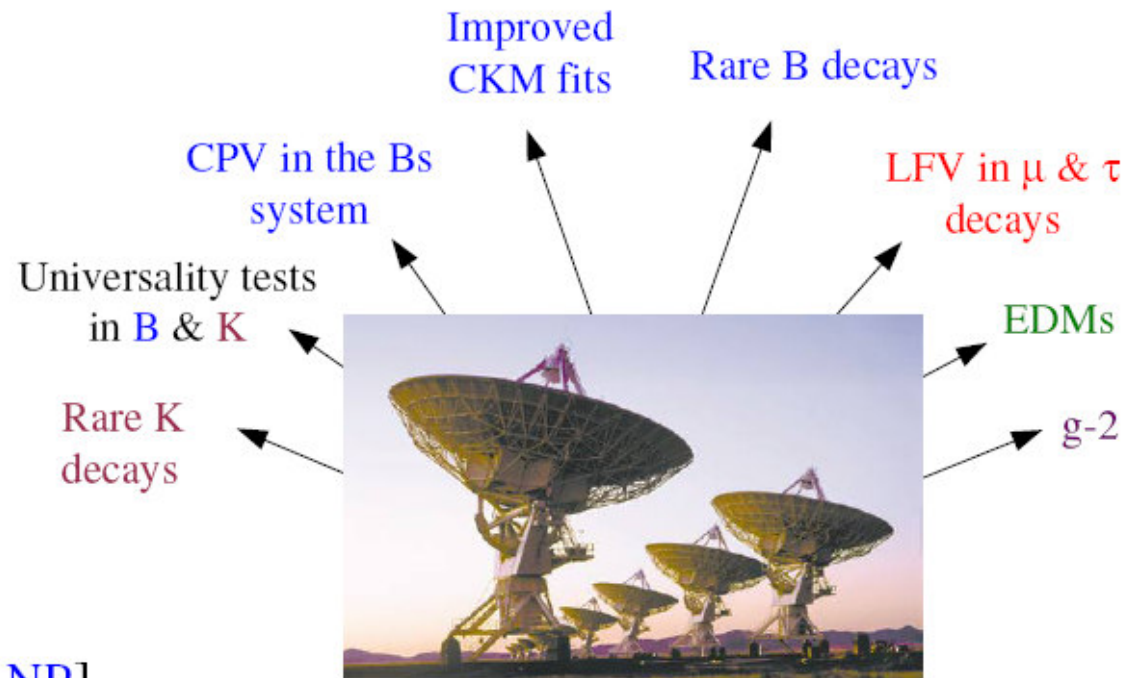 Improved
CKM fits
Rare B decays
CPV in the Bs
system
LFV in μ & τ
decays
Universality tests
in B & K
EDMs
Rare K
decays
g-2
NP]